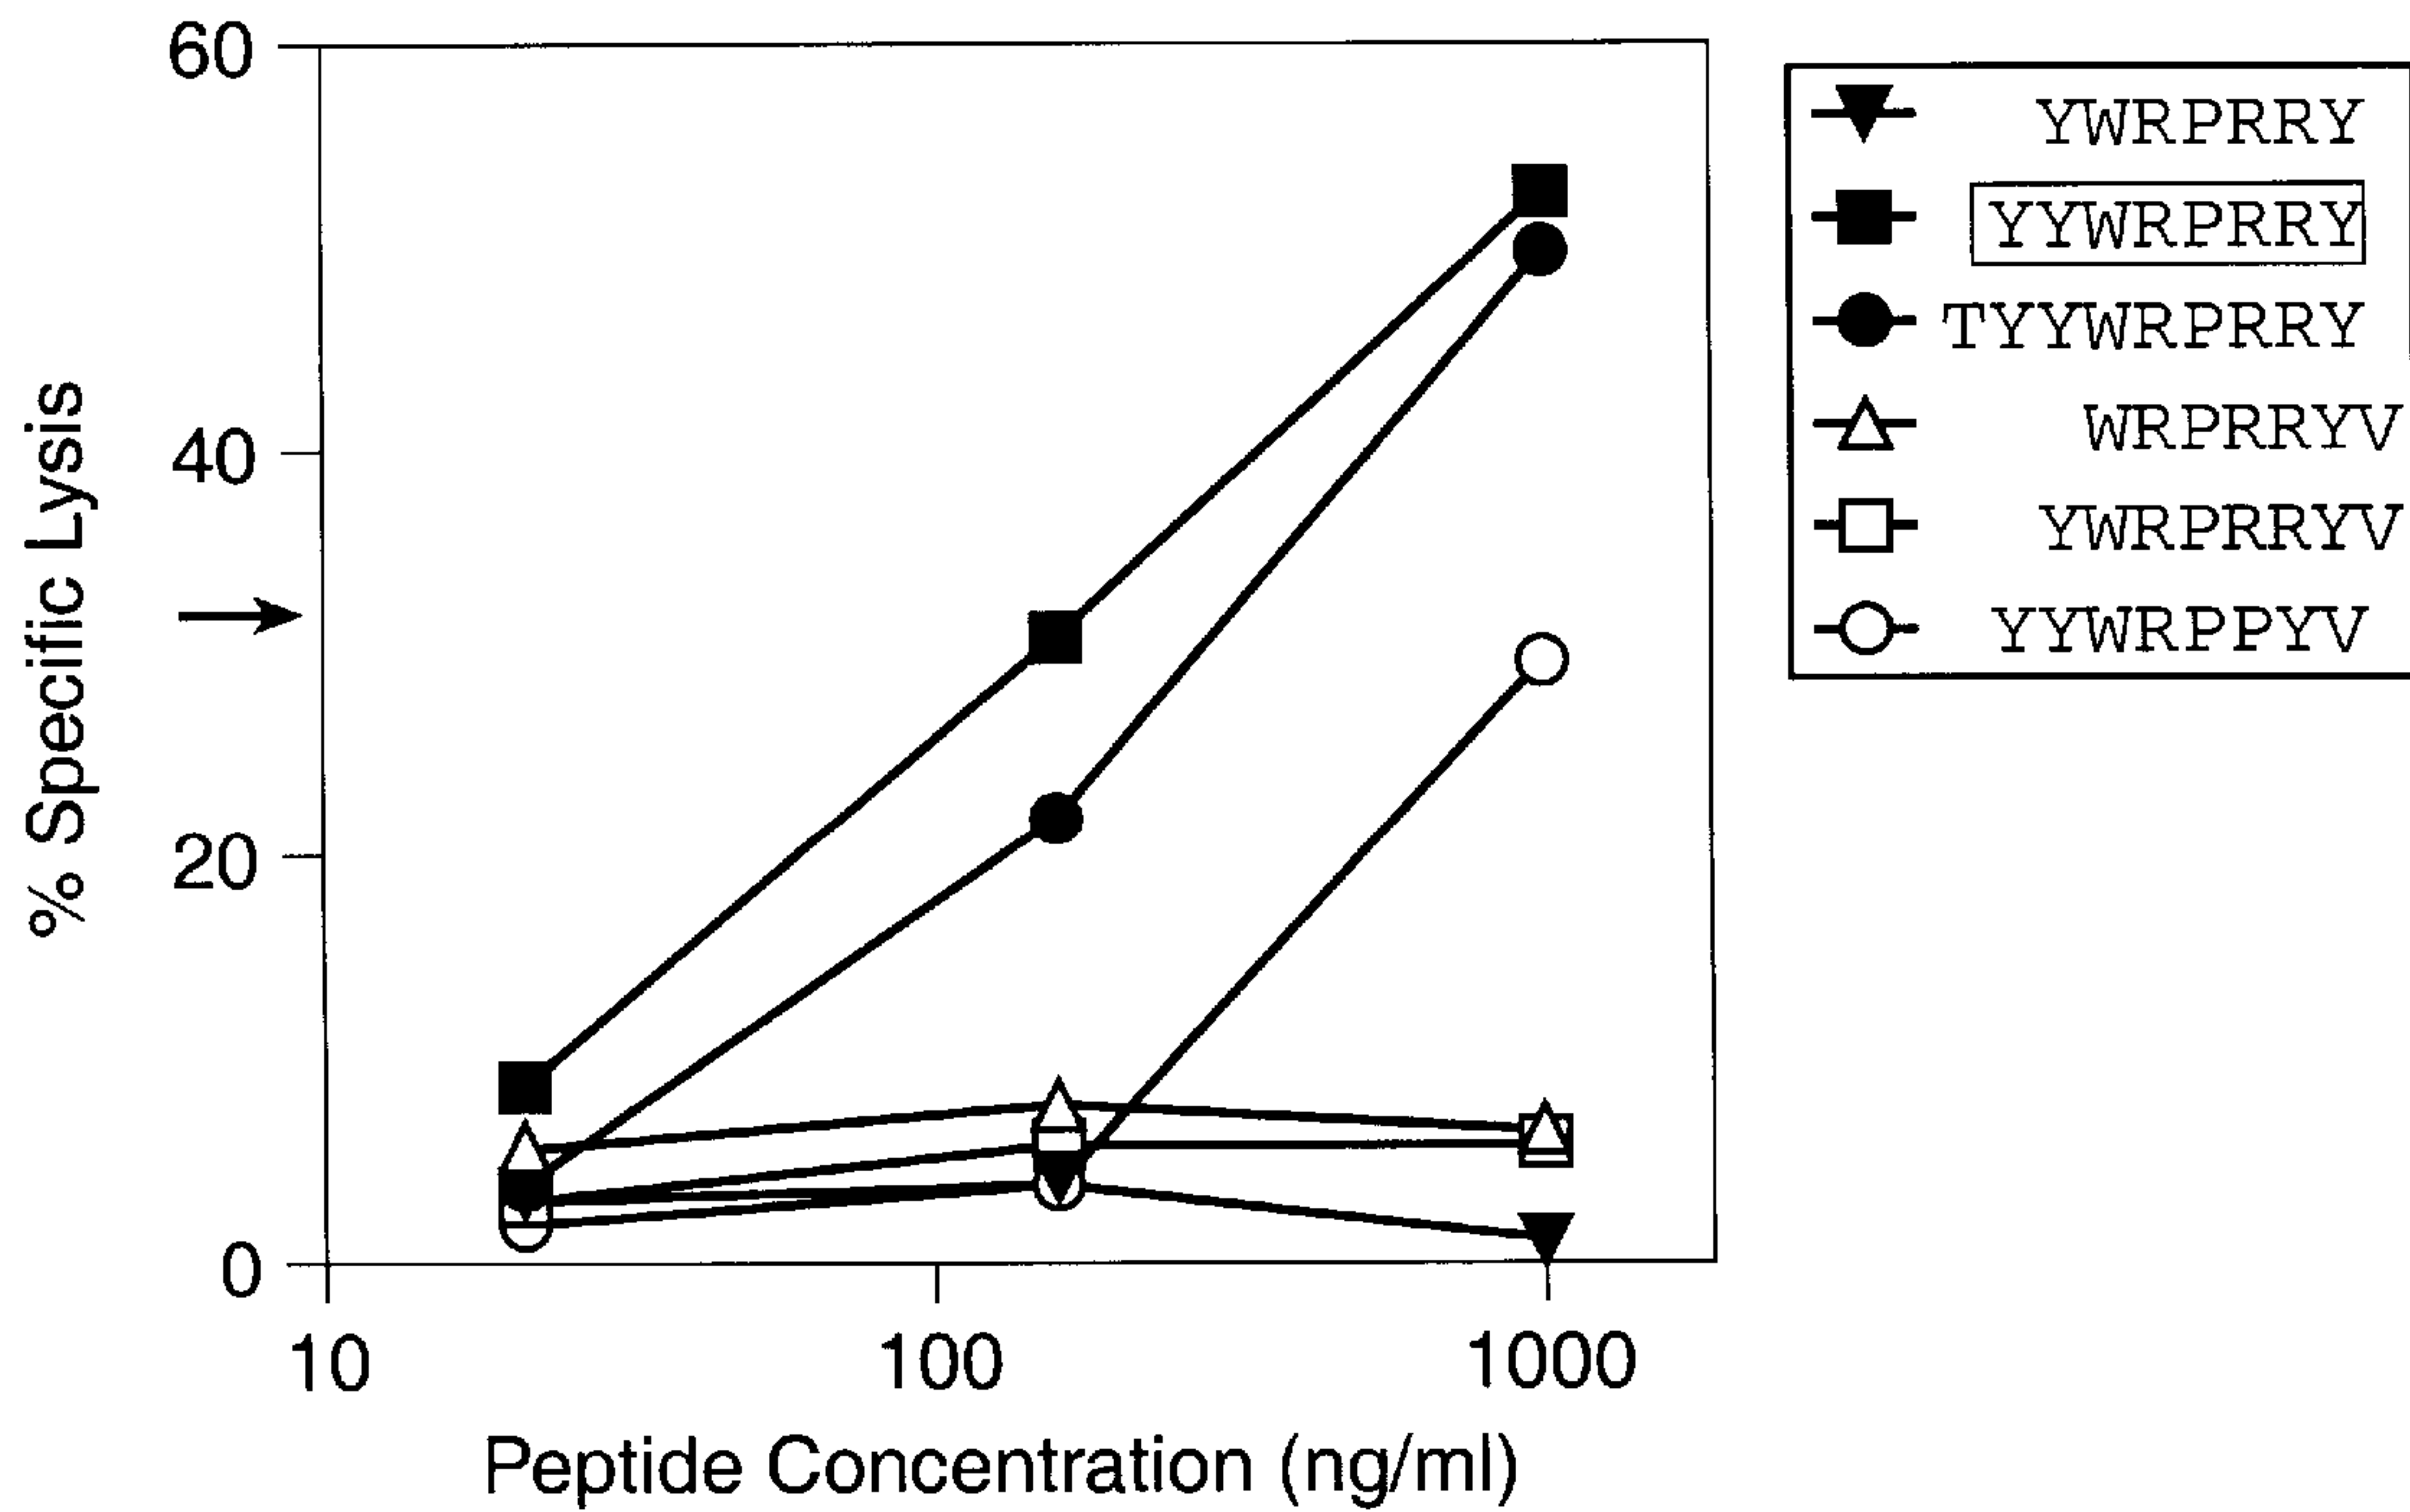 60
40
20
0
% Specific Lysis
10
100
1000
Peptide Concentration (ng/ml)
YWRPRRY
YYWRPRRY
TYYWRPRRY
WRPRRYV
YWRPRRYV
YYWRPPYV